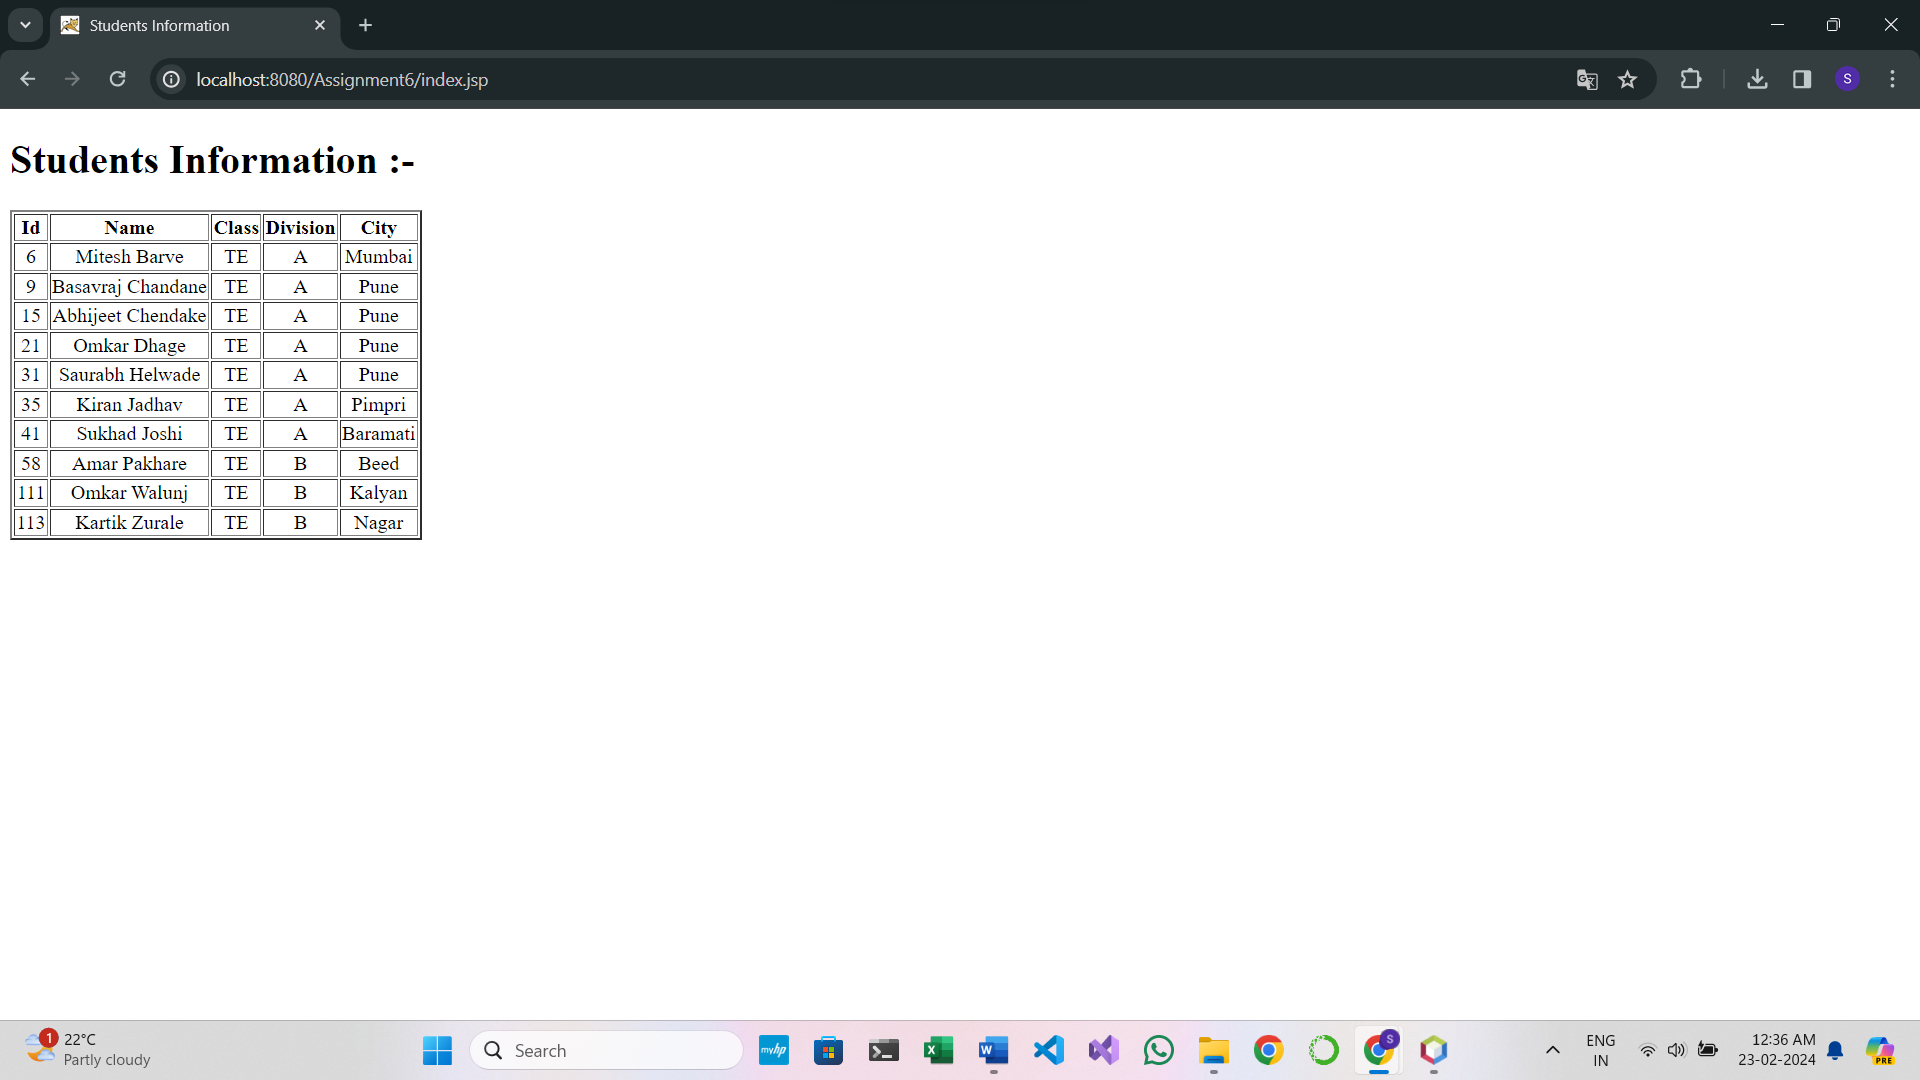 Students Information
localhost:8080/Assignment6/index.jsp
S
Students Information :-
Id Name Class Division City
6 Mitesh Barve TE A Mumbai
9 Basavraj Chandane TE A Pune
15 Abhijeet Chendake TE A Pune
21 Omkar Dhage TE A Pune
31 Saurabh Helwade TE A Pune
35 Kiran Jadhav TE A Pimpri
41 Sukhad Joshi TE A Baramati
58 Amar Pakhare TE B Beed
111 Omkar Walunj TE B Kalyan
113 Kartik Zurale TE B Nagar
1
22°C
Partly cloudy
Search
myhp
S
ENG
IN
12:36 AM
23-02-2024
PRE